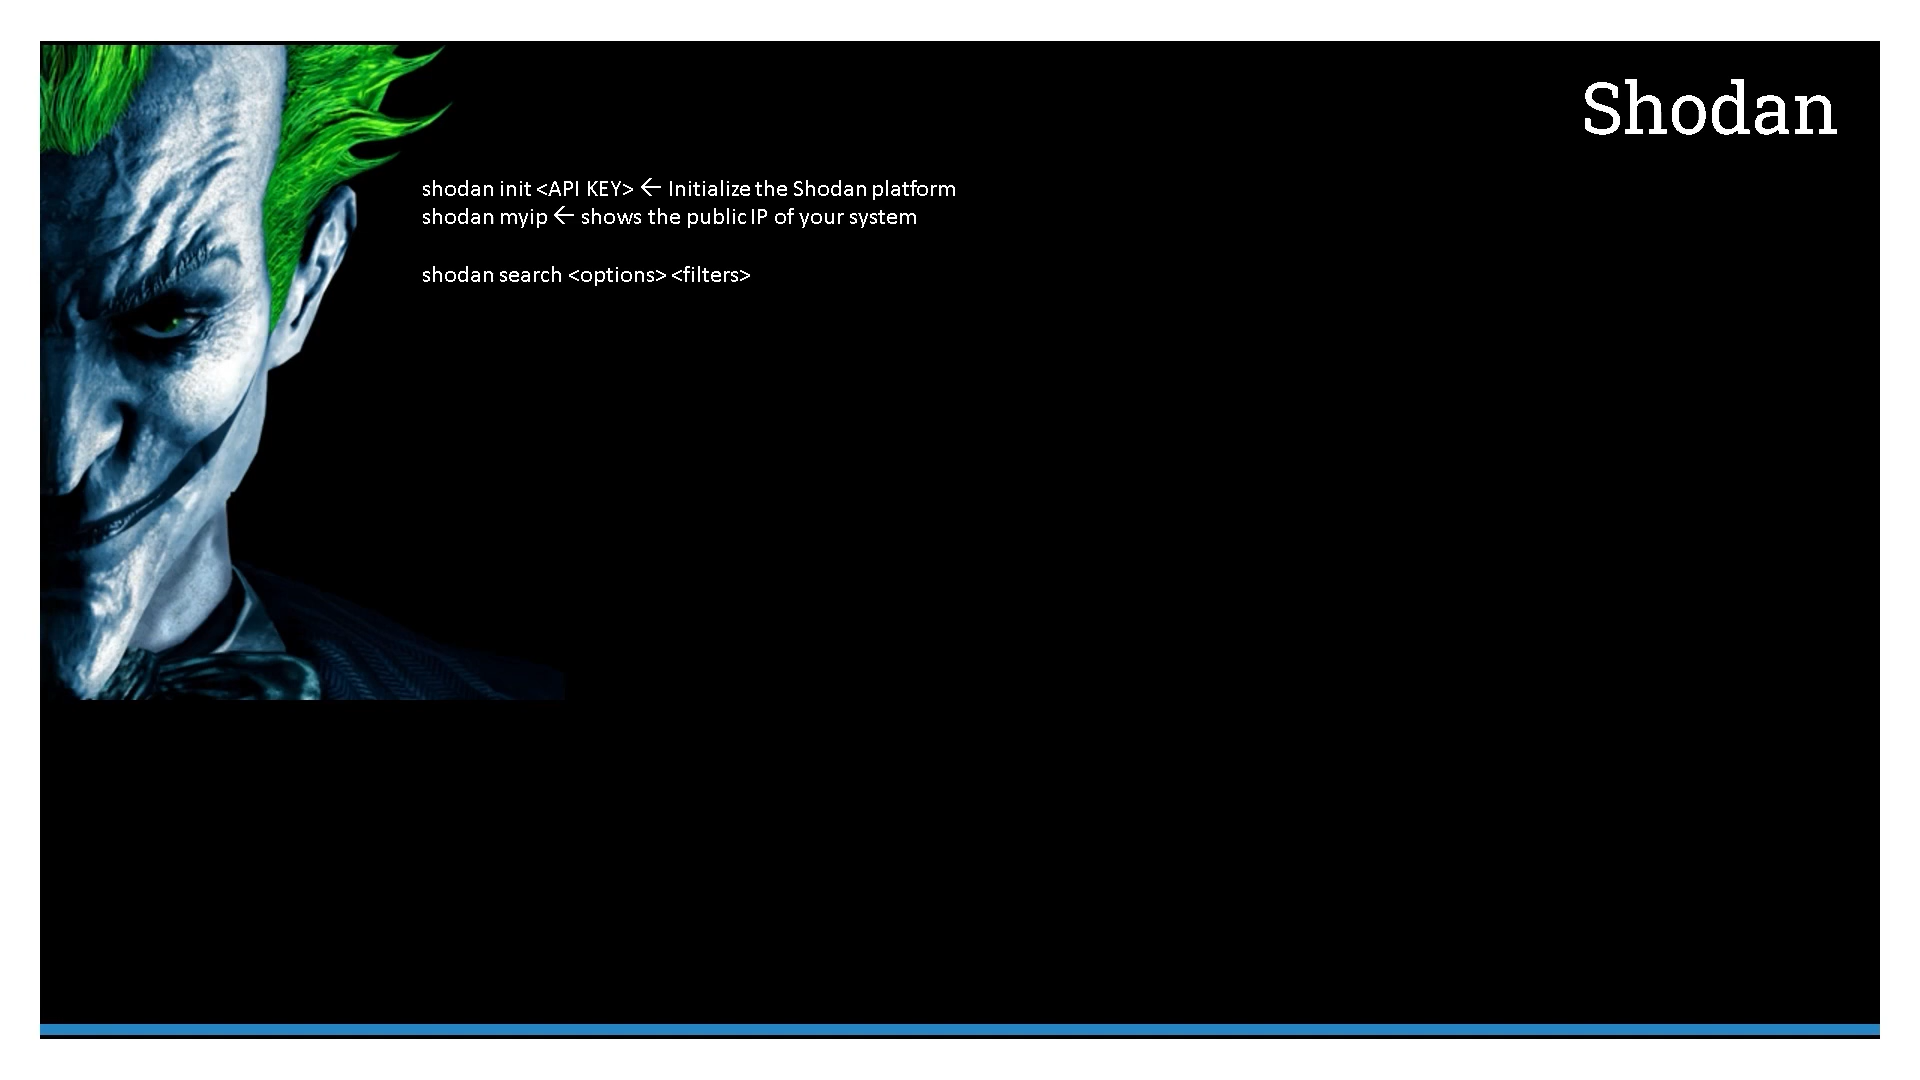 Shodan
shodan init <API KEY> ← Initialize the Shodan platform
shodan myip ← shows the public IP of your system
shodan search <options> <filters>